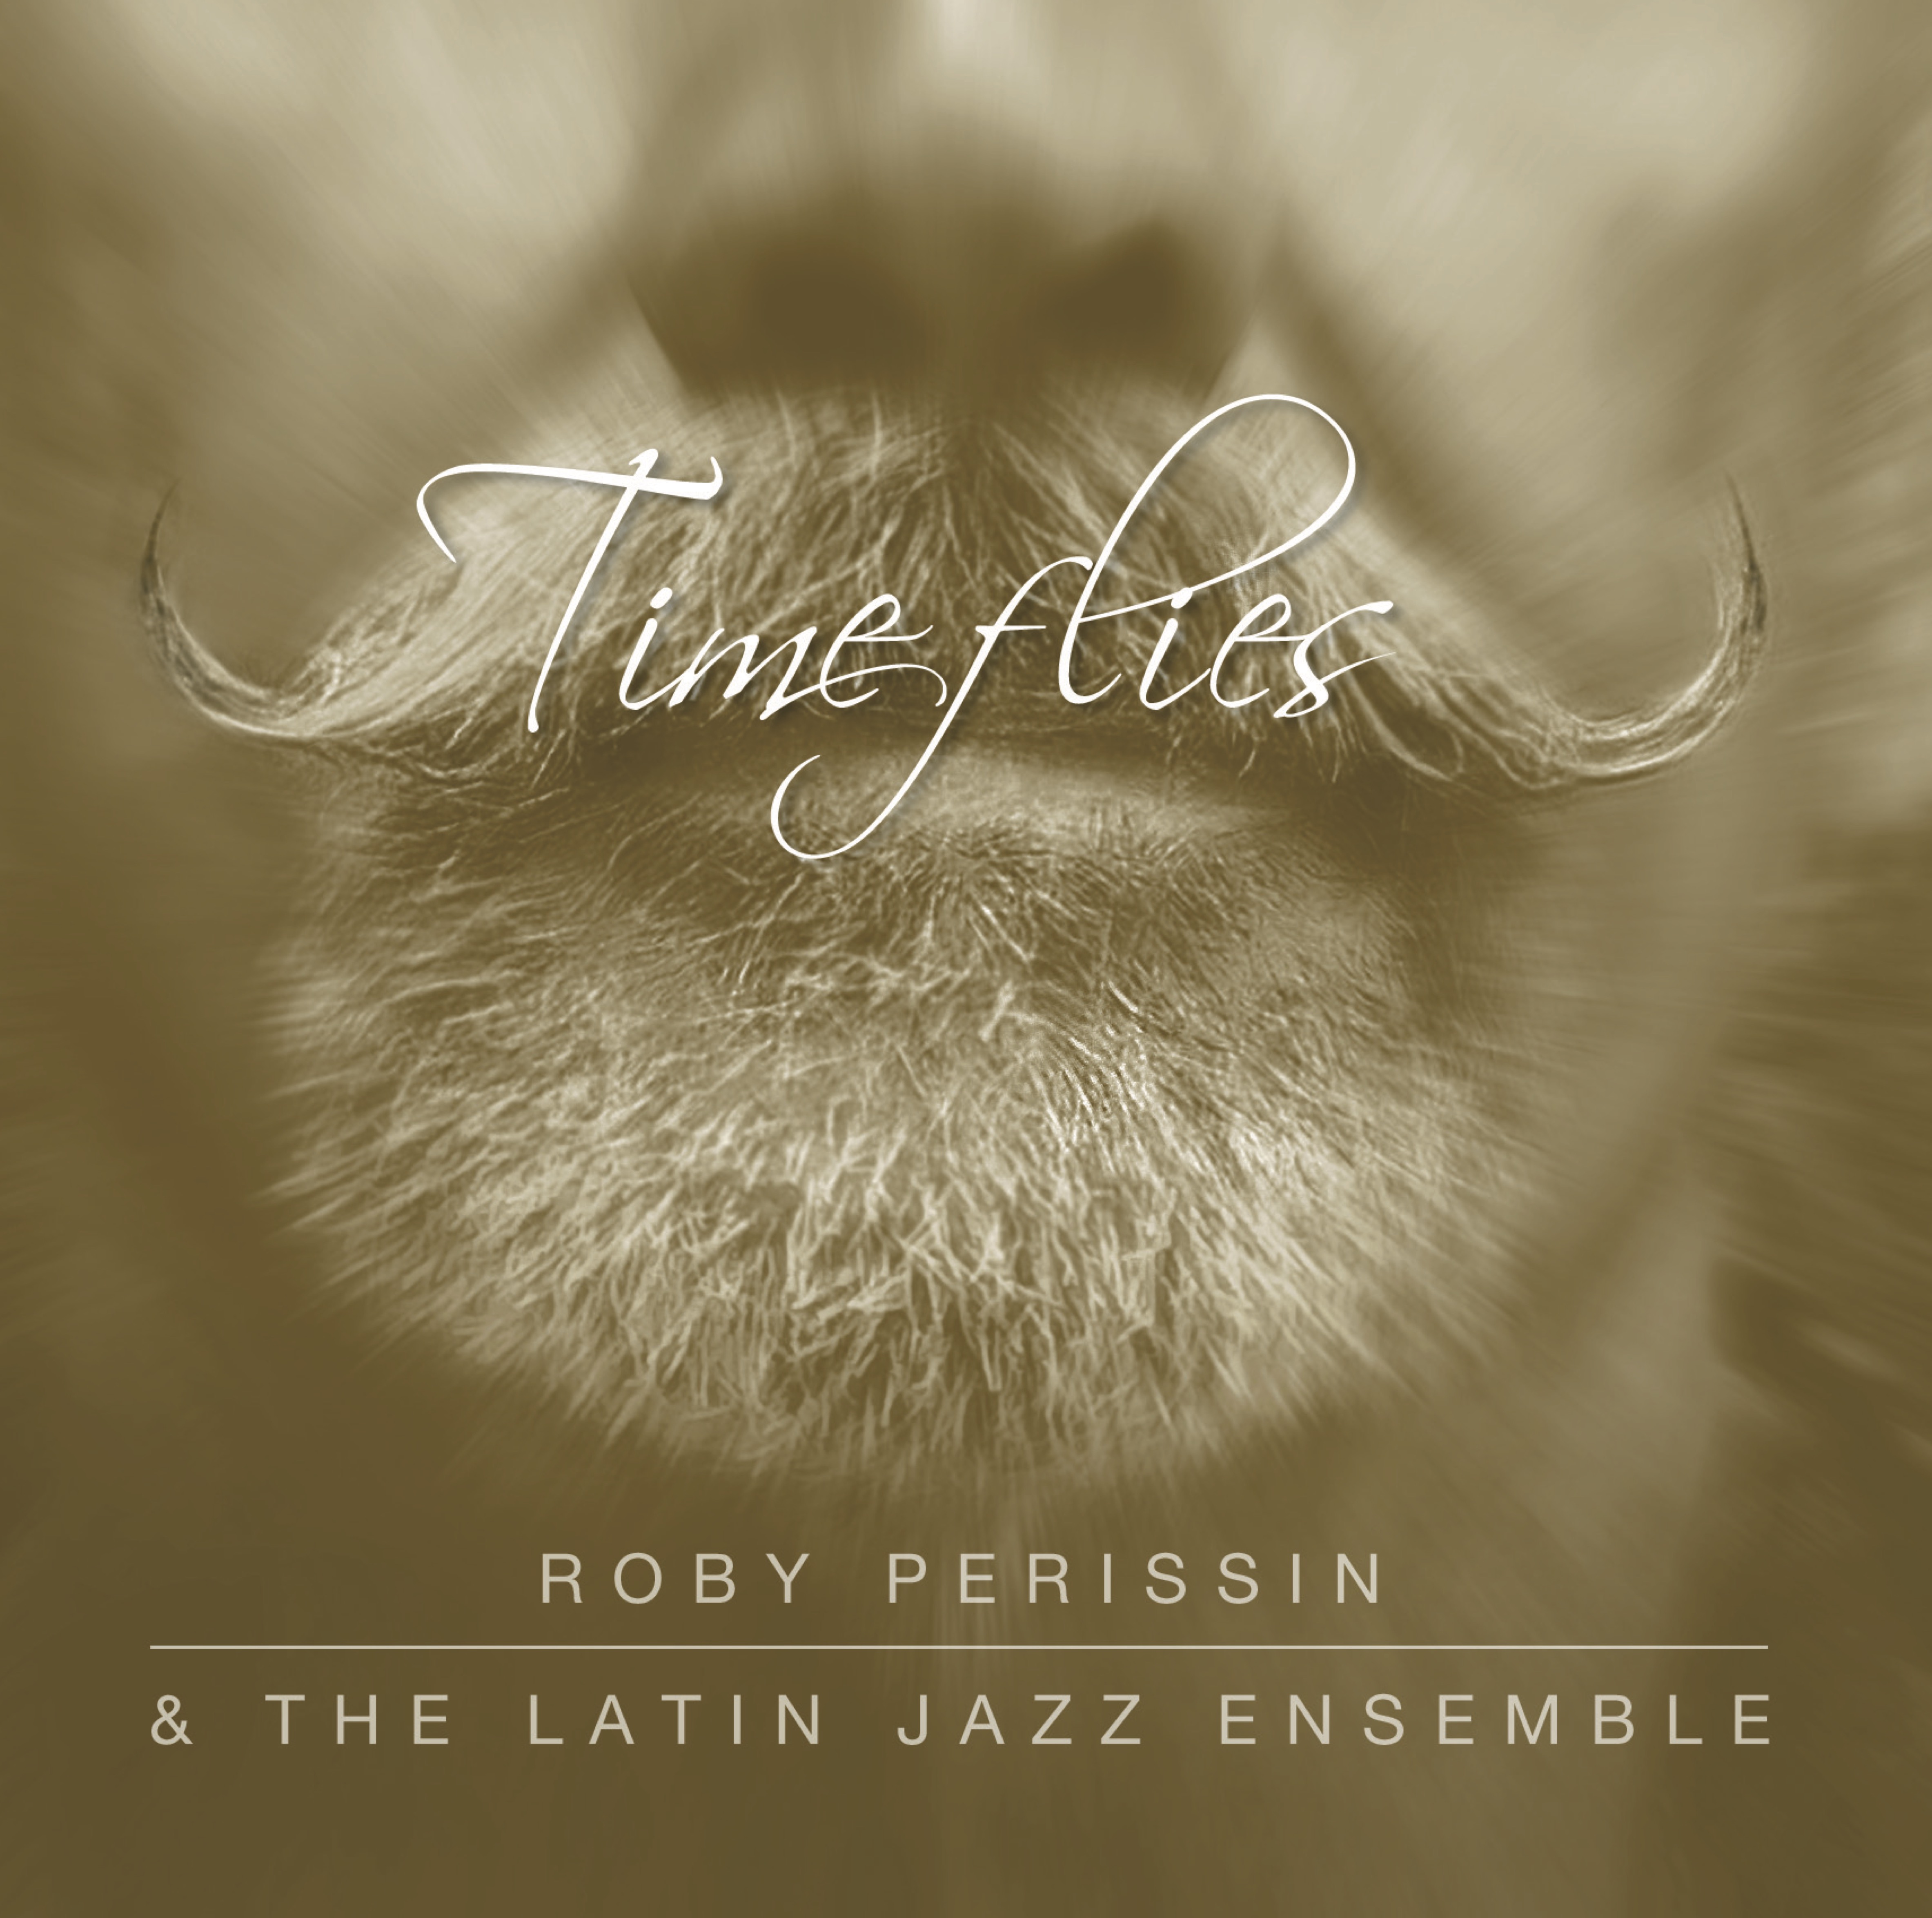 Time flies
ROBY PERISSIN
& THE LATIN JAZZ ENSEMBLE